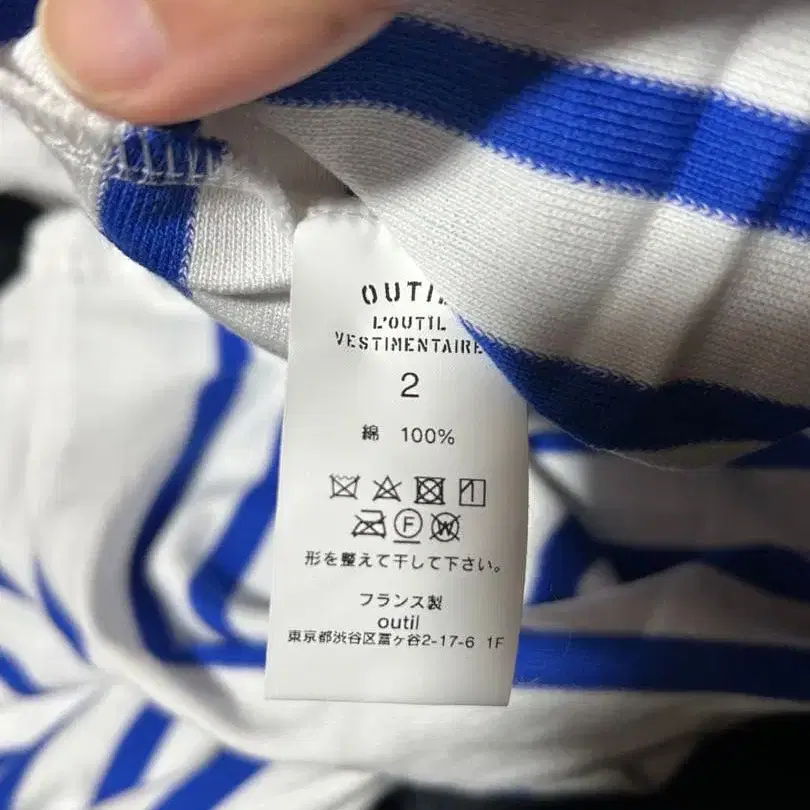 OUTIL
L'OUTIL
VESTIMENTAIRE
2
綿 100%
F W
形を整えて干して下さい。
フランス製
outil
東京都渋谷区富ヶ谷2-17-6 1F